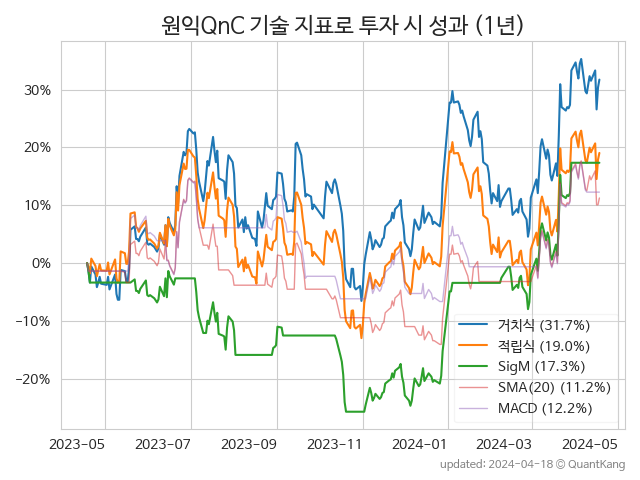 원익QnC 기술 지표로 투자 시 성과 (1년)
30%
20%
10%
0%
−10%
−20%
거치식 (31.7%)
적립식 (19.0%)
SigM (17.3%)
SMA(20) (11.2%)
MACD (12.2%)
2023-05 2023-07 2023-09 2023-11 2024-01 2024-03 2024-05
updated: 2024-04-18 ⓒ QuantKang